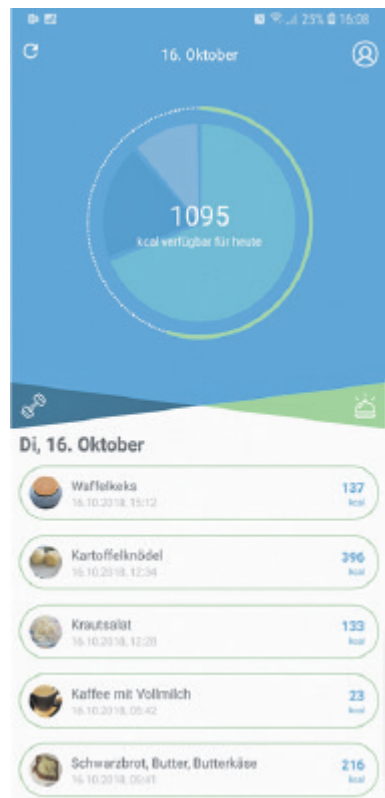 25% 16:08
16. Oktober
1095
kcal verfügbar für heute
Di, 16. Oktober
Waffelkeks
137
16.10.2018, 15:12
kcal
Kartoffelknödel
396
16.10.2018, 12:34
kcal
Krautsalat
133
16.10.2018, 12:28
kcal
Kaffee mit Vollmilch
23
16.10.2018, 09:42
kcal
Schwarzbrot, Butter, Butterkäse
216
16.10.2018, 09:41
kcal